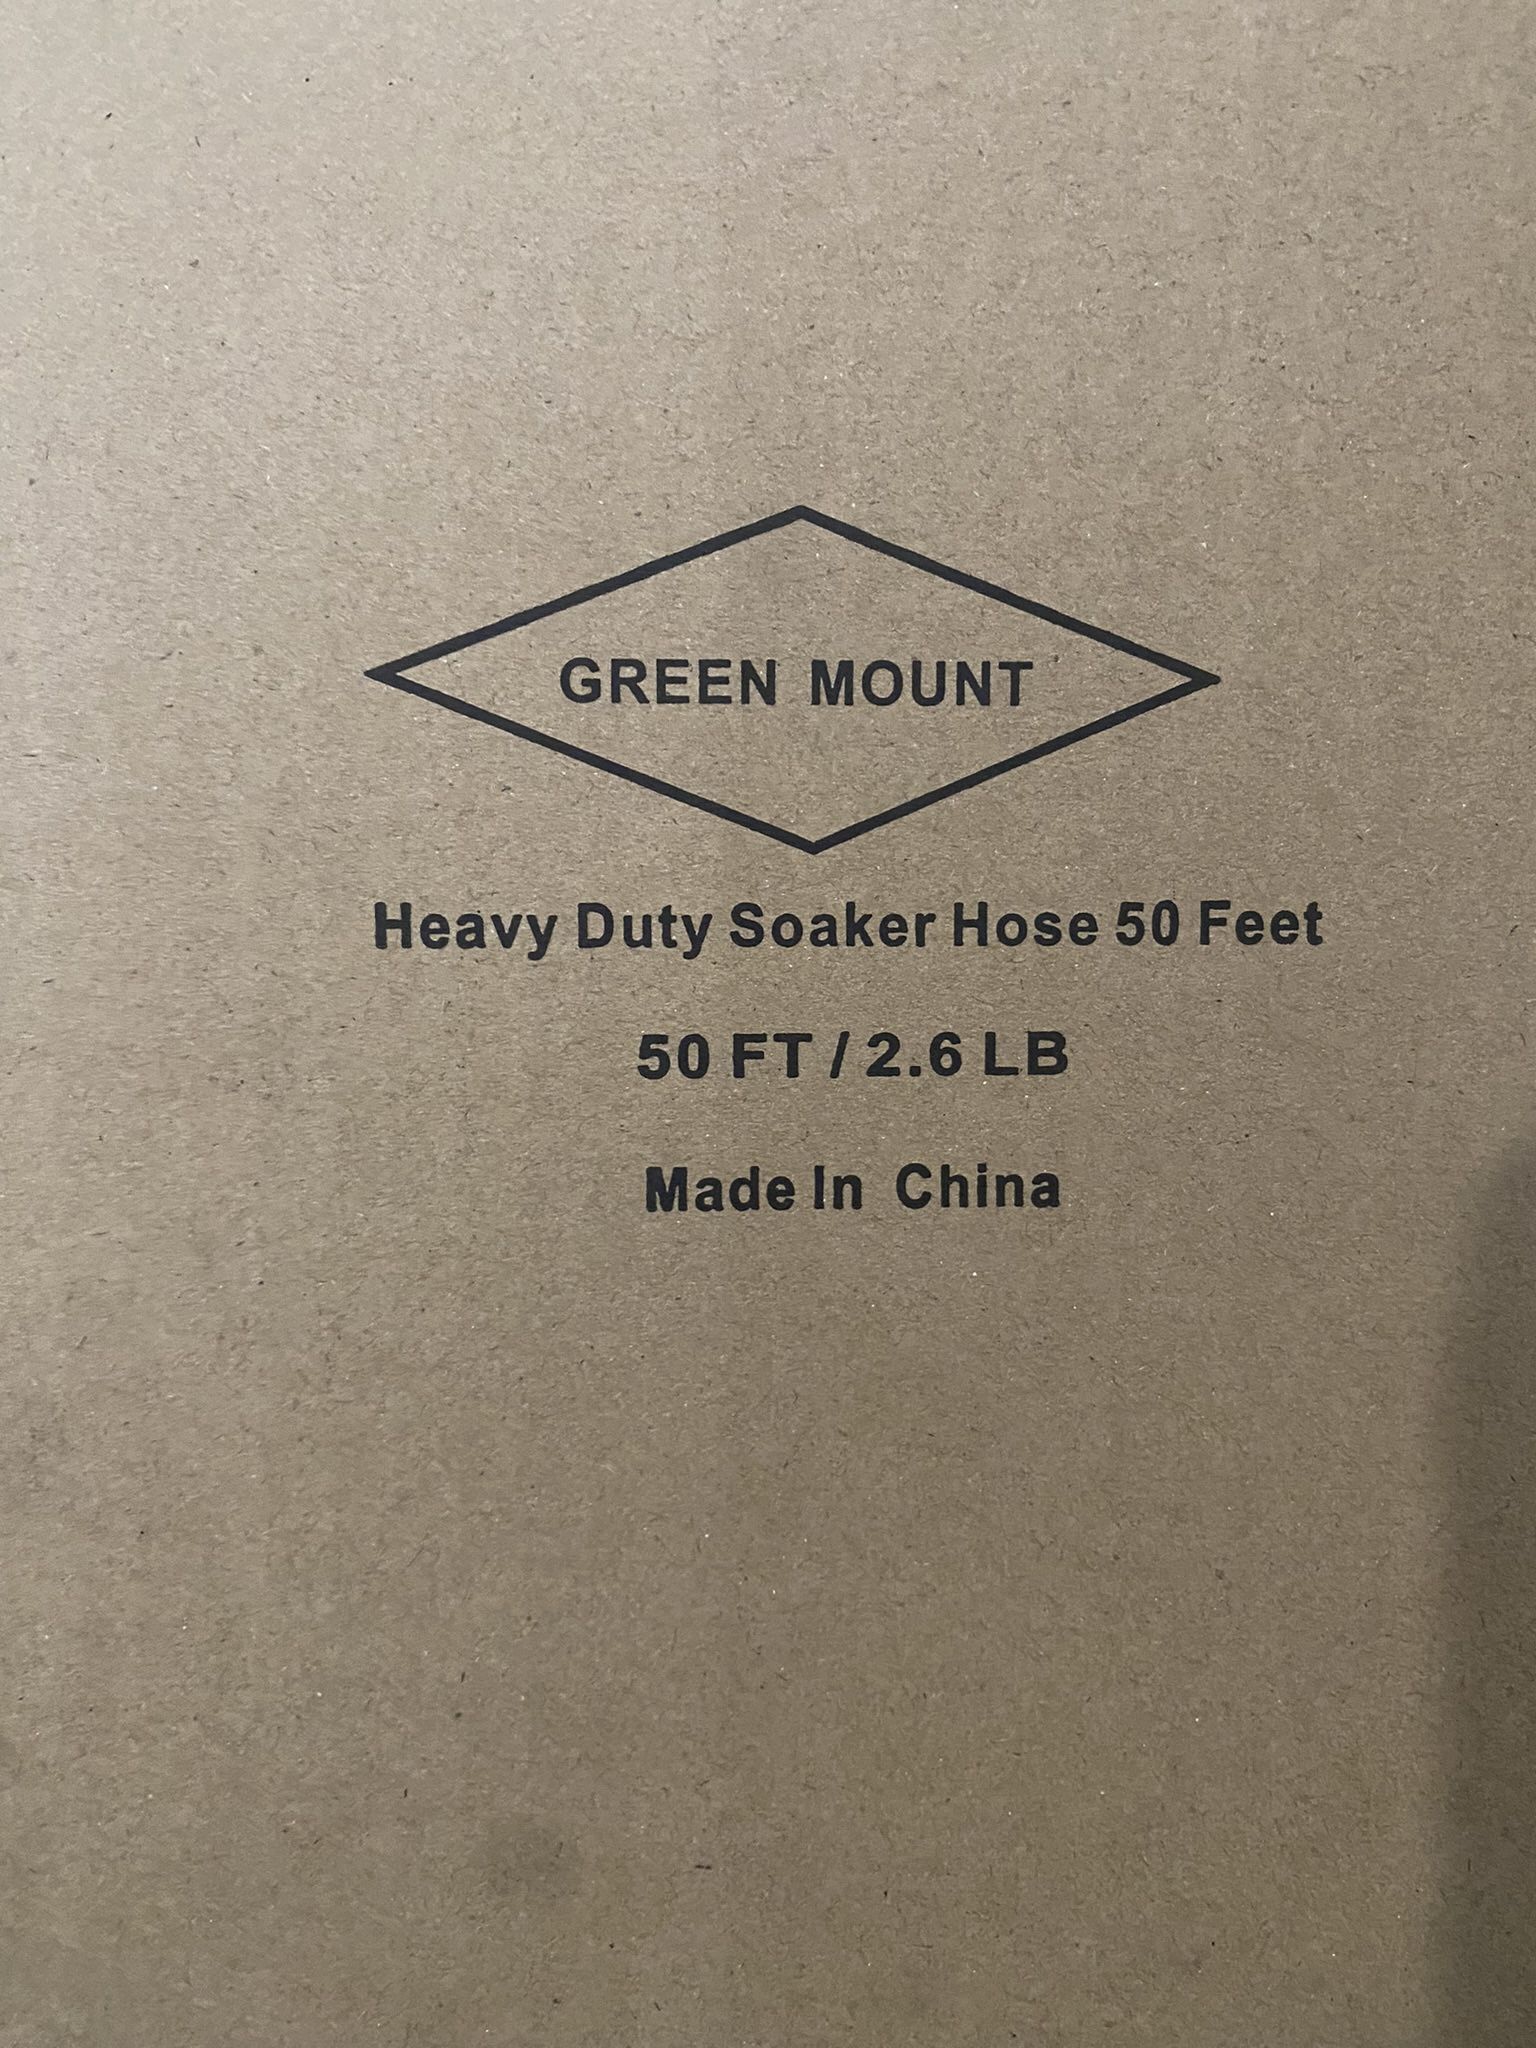 GREEN MOUNT
Heavy Duty Soaker Hose 50 Feet
50 FT / 2.6 LB
Made In China